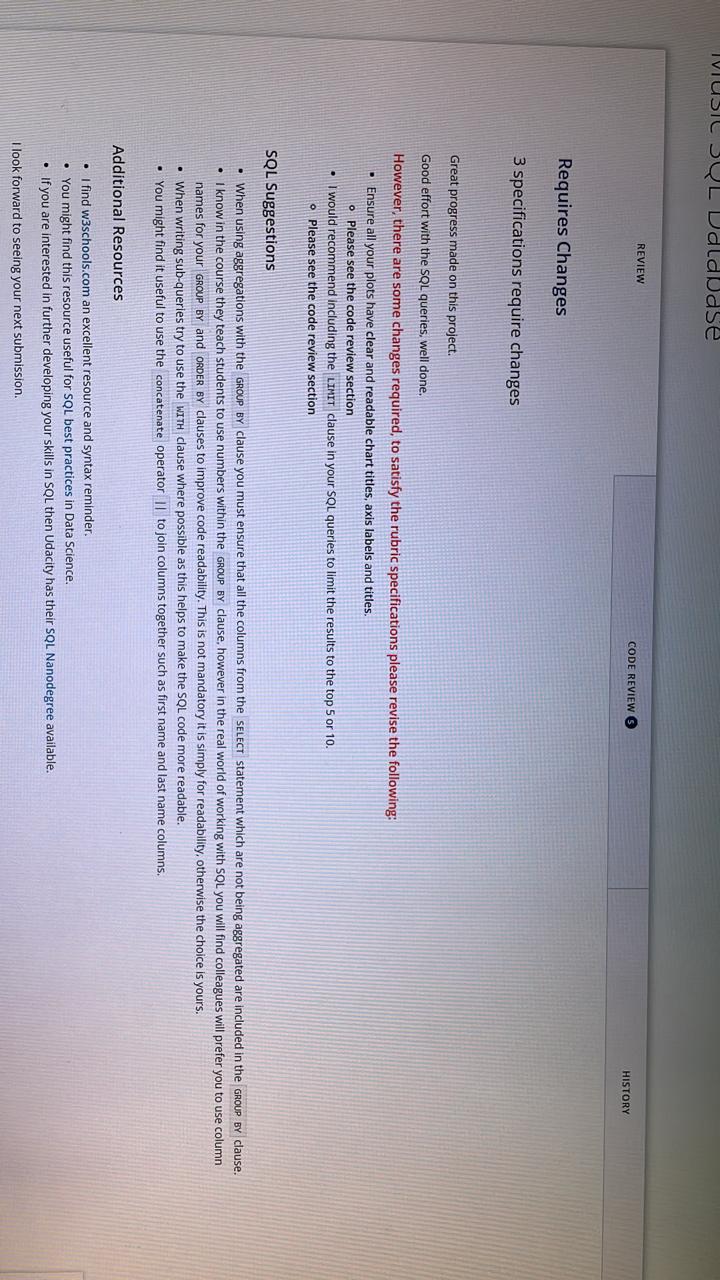 Music SQL Database
REVIEW
CODE REVIEW 5
HISTORY
Requires Changes
3 specifications require changes
Great progress made on this project.
Good effort with the SQL queries, well done.
However, there are some changes required, to satisfy the rubric specifications please revise the following:
Ensure all your plots have clear and readable chart titles, axis labels and titles.
Please see the code review section
I would recommend including the LIMIT clause in your SQL queries to limit the results to the top 5 or 10.
Please see the code review section
SQL Suggestions
When using aggregations with the GROUP BY clause you must ensure that all the columns from the SELECT statement which are not being aggregated are included in the GROUP BY clause.
I know in the course they teach students to use numbers within the GROUP BY clause, however in the real world of working with SQL you will find colleagues will prefer you to use column
names for your GROUP BY and ORDER BY clauses to improve code readability. This is not mandatory it is simply for readability, otherwise the choice is yours.
When writing sub-queries try to use the WITH clause where possible as this helps to make the SQL code more readable.
You might find it useful to use the concatenate operator || to join columns together such as first name and last name columns.
Additional Resources
I find w3schools.com an excellent resource and syntax reminder.
You might find this resource useful for SQL best practices in Data Science.
If you are interested in further developing your skills in SQL then Udacity has their SQL Nanodegree available.
I look forward to seeing your next submission.